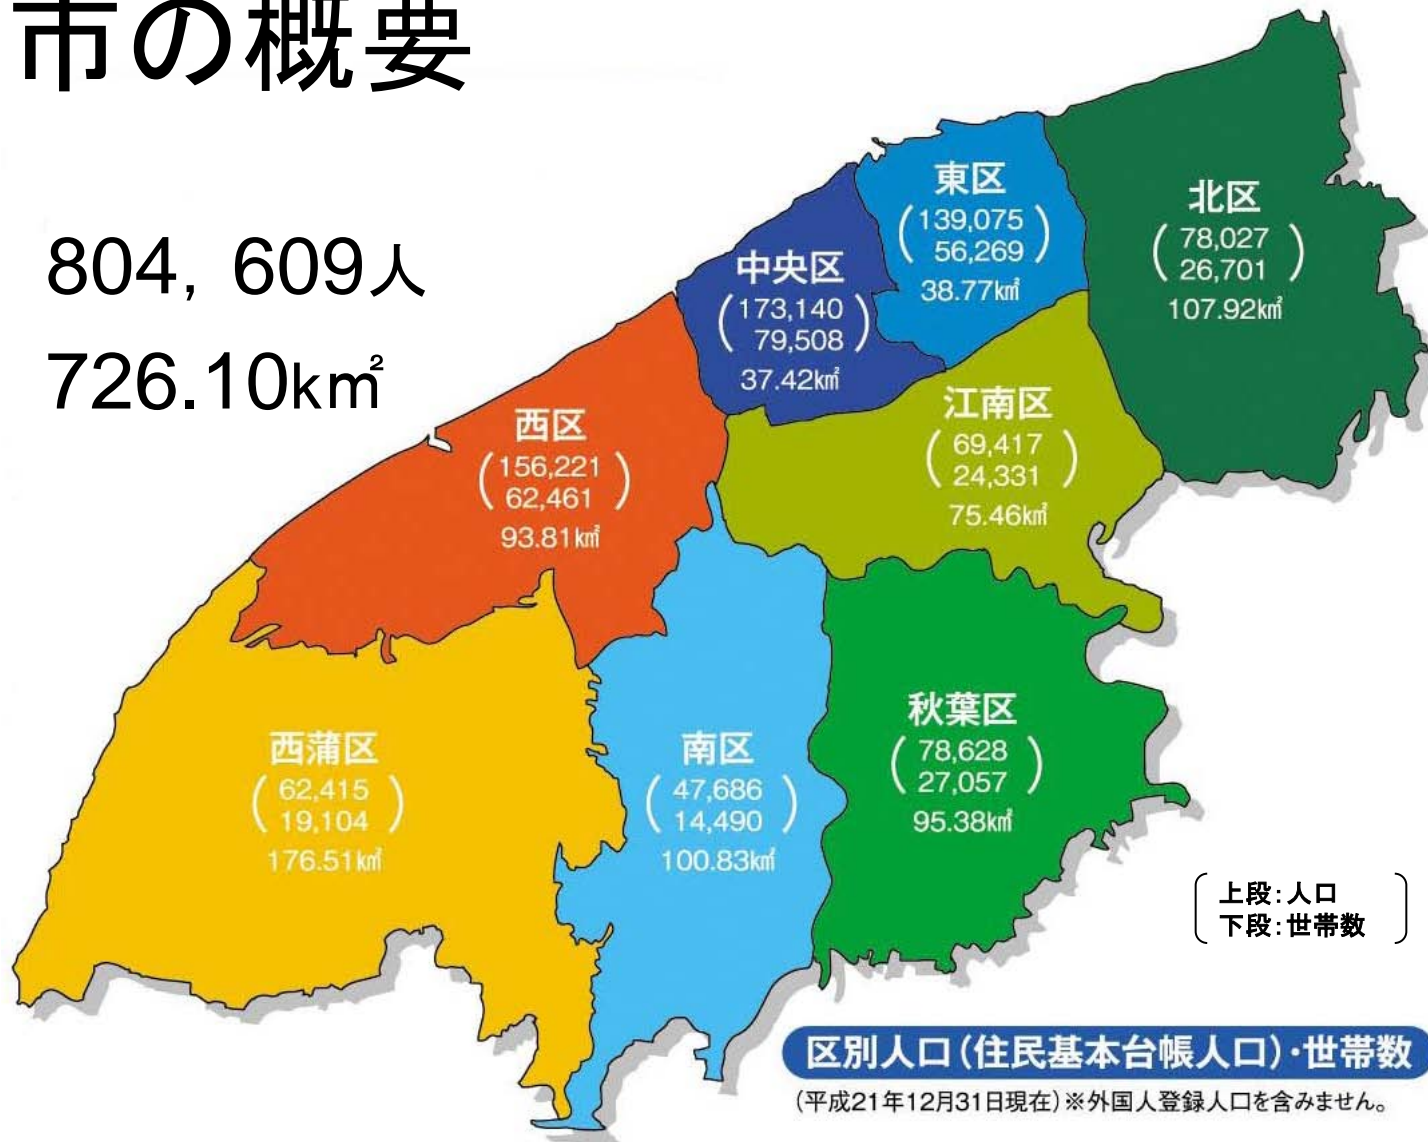 市の概要
804, 609人
726.10km²
東区
139,075
56,269
38.77km²
北区
78,027
26,701
107.92km²
中央区
173,140
79,508
37.42km²
江南区
69,417
24,331
75.46km²
西区
156,221
62,461
93.81km²
秋葉区
78,628
27,057
95.38km²
西蒲区
62,415
19,104
176.51km²
南区
47,686
14,490
100.83km²
上段:人口
下段:世帯数
区別人口(住民基本台帳人口)・世帯数
(平成21年12月31日現在)※外国人登録人口を含みません。